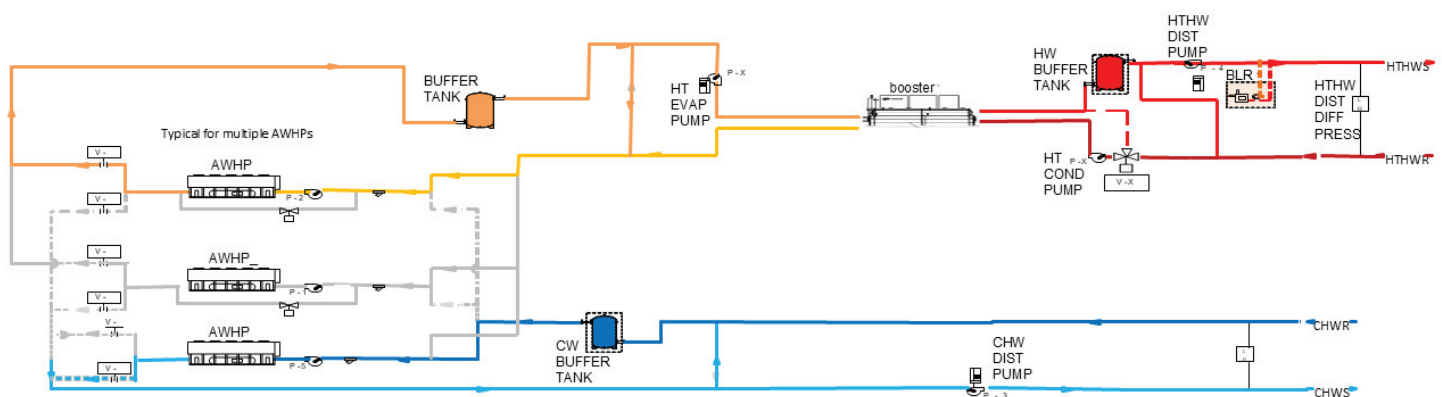 HTHW
DIST
PUMP
P - 4
BLR
HW
BUFFER
TANK
HTHWS
HTHW
DIST
DIFF
PRESS
HTHWR
BUFFER
TANK
P - X
HT
EVAP
PUMP
booster
HT
COND
PUMP
P - X
V - X
Typical for multiple AWHPs
V -
AWHP
P - 2
V -
V -
AWHP_
P - 1
V -
V -
AWHP
P - 5
V -
CW
BUFFER
TANK
CHWR
CHW
DIST
PUMP
P - 3
CHWS